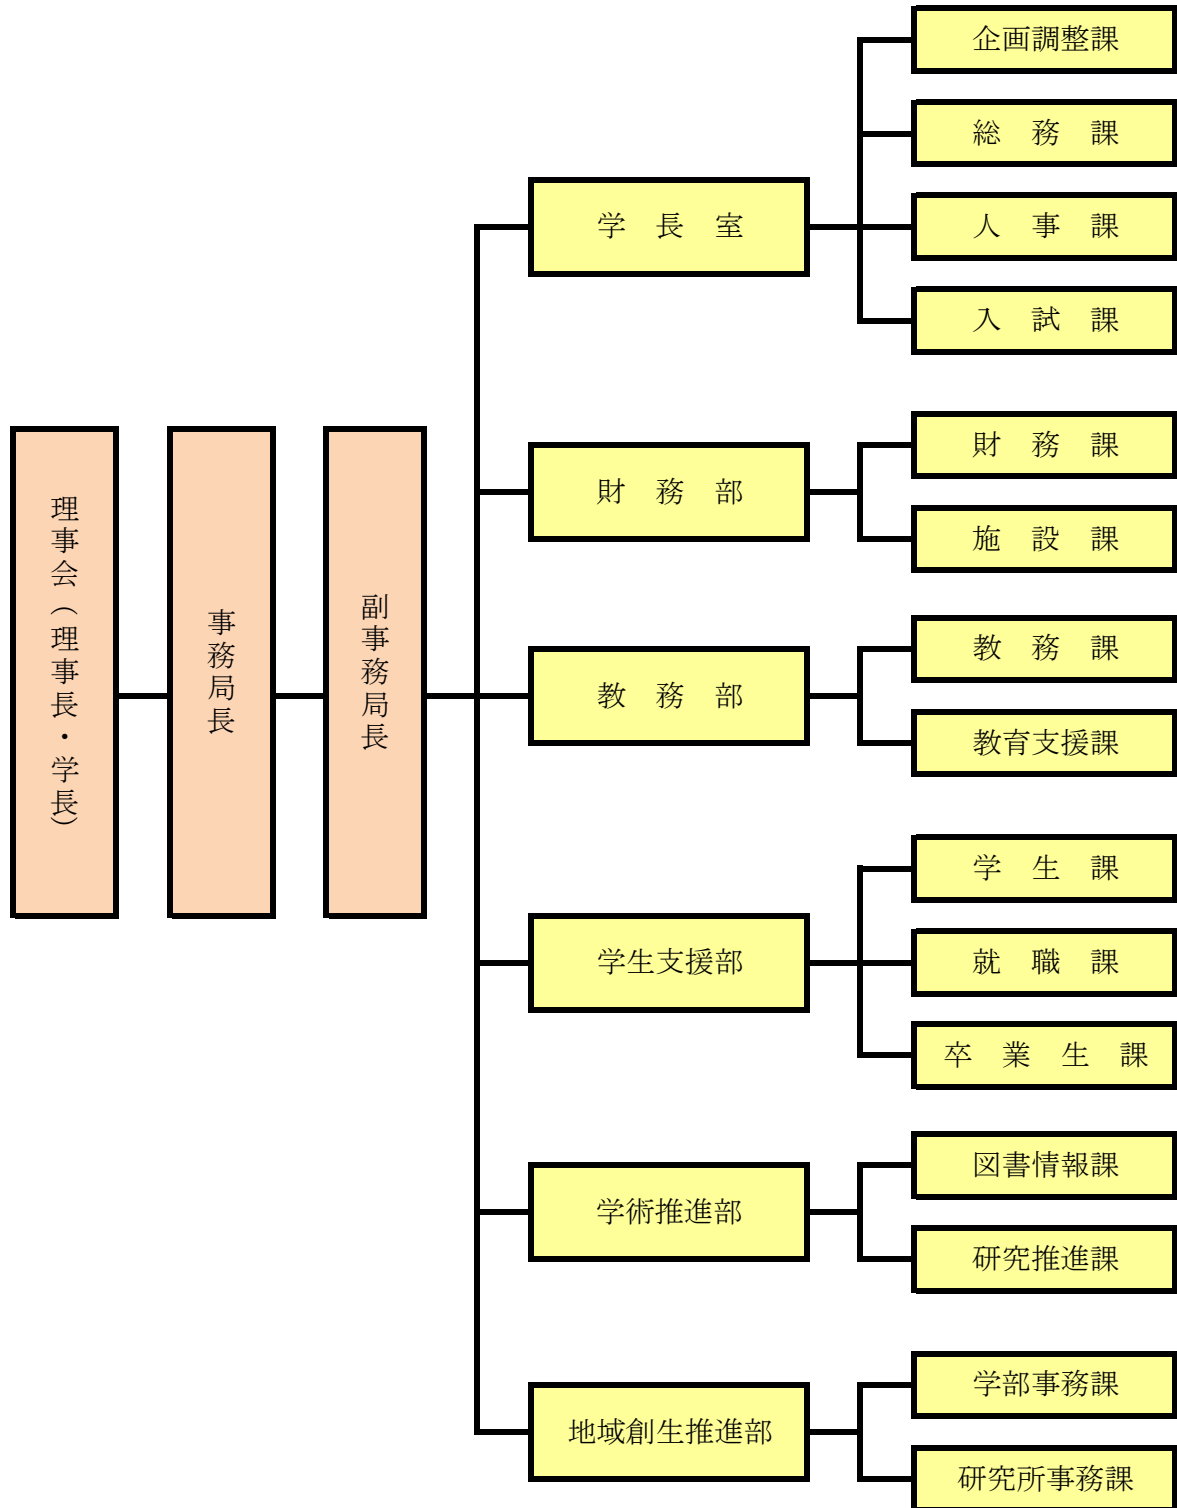 理事会（理事長・学長）
事務局長
副事務局長
学　長　室
企画調整課
総　務　課
人　事　課
入　試　課
財　務　部
財　務　課
施　設　課
教　務　部
教　務　課
教育支援課
学生支援部
学　生　課
就　職　課
卒　業　生　課
学術推進部
図書情報課
研究推進課
地域創生推進部
学部事務課
研究所事務課